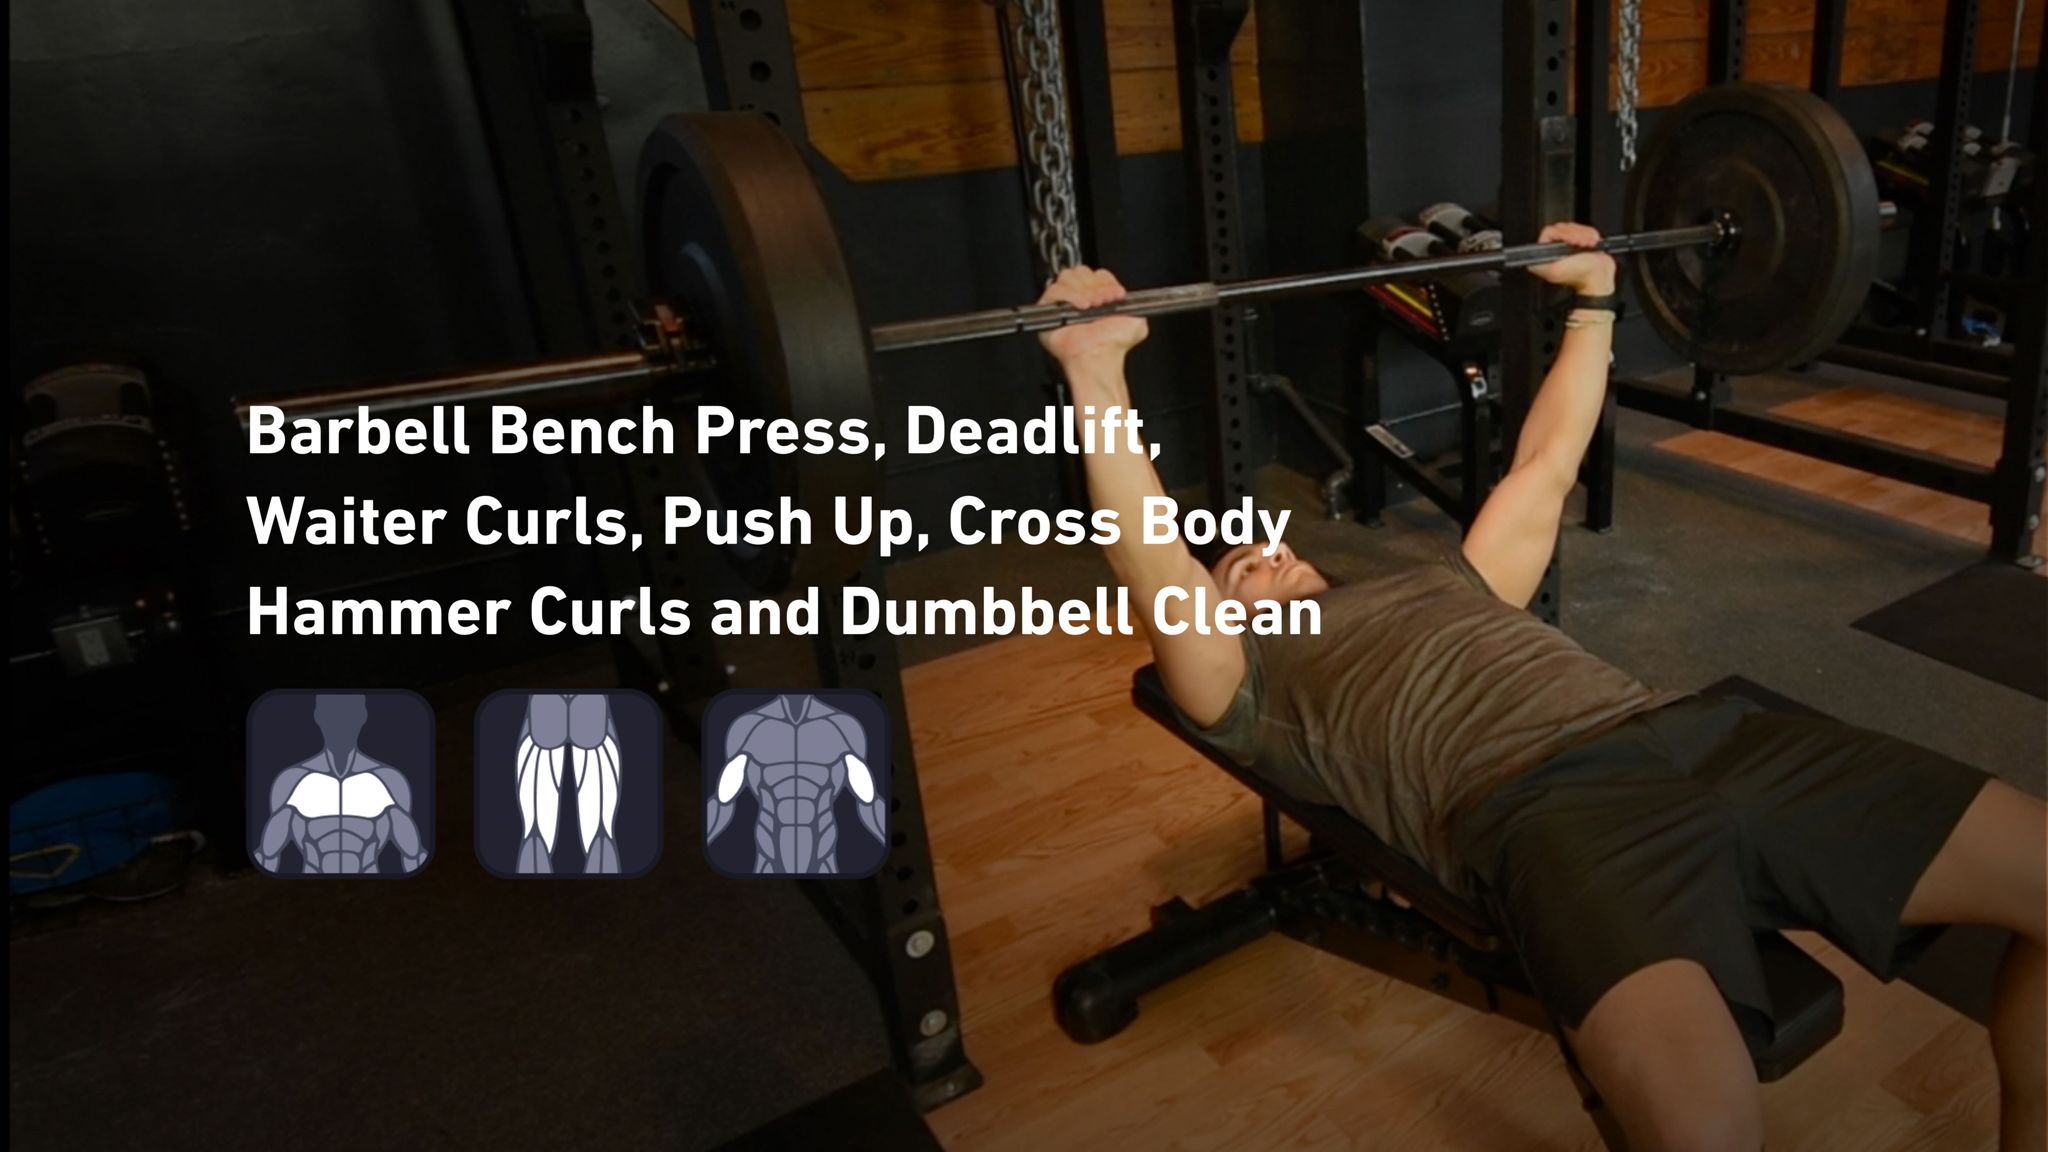 Barbell Bench Press, Deadlift,
Waiter Curls, Push Up, Cross Body
Hammer Curls and Dumbbell Clean